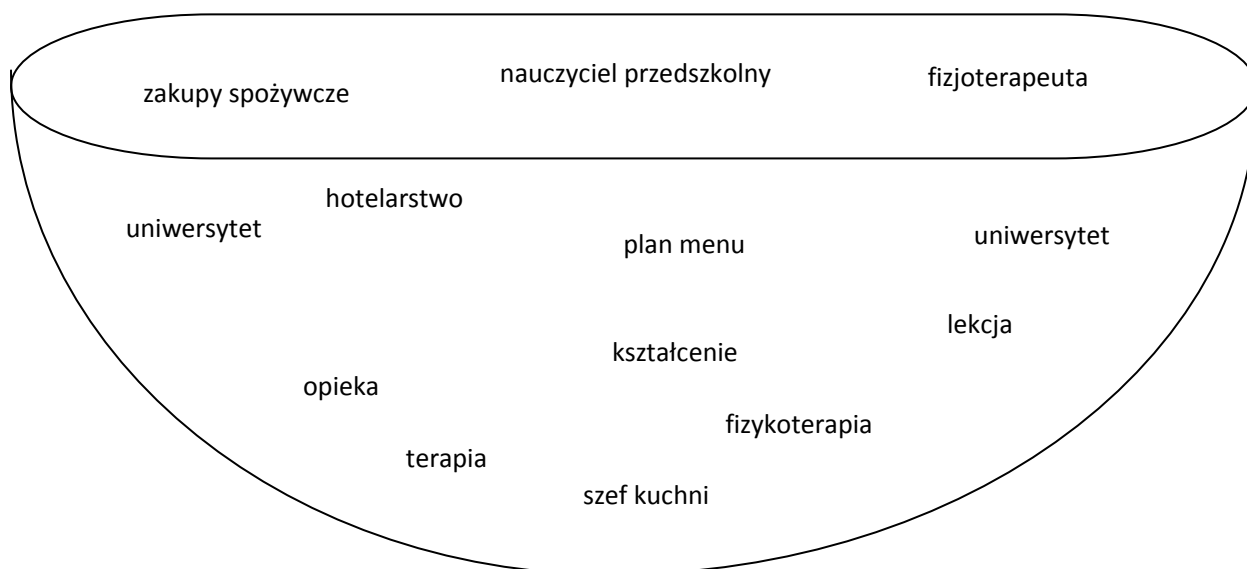 zakupy spożywcze
nauczyciel przedszkolny
fizjoterapeuta
hotelarstwo
uniwersytet
plan menu
uniwersytet
lekcja
kształcenie
opieka
fizykoterapia
terapia
szef kuchni